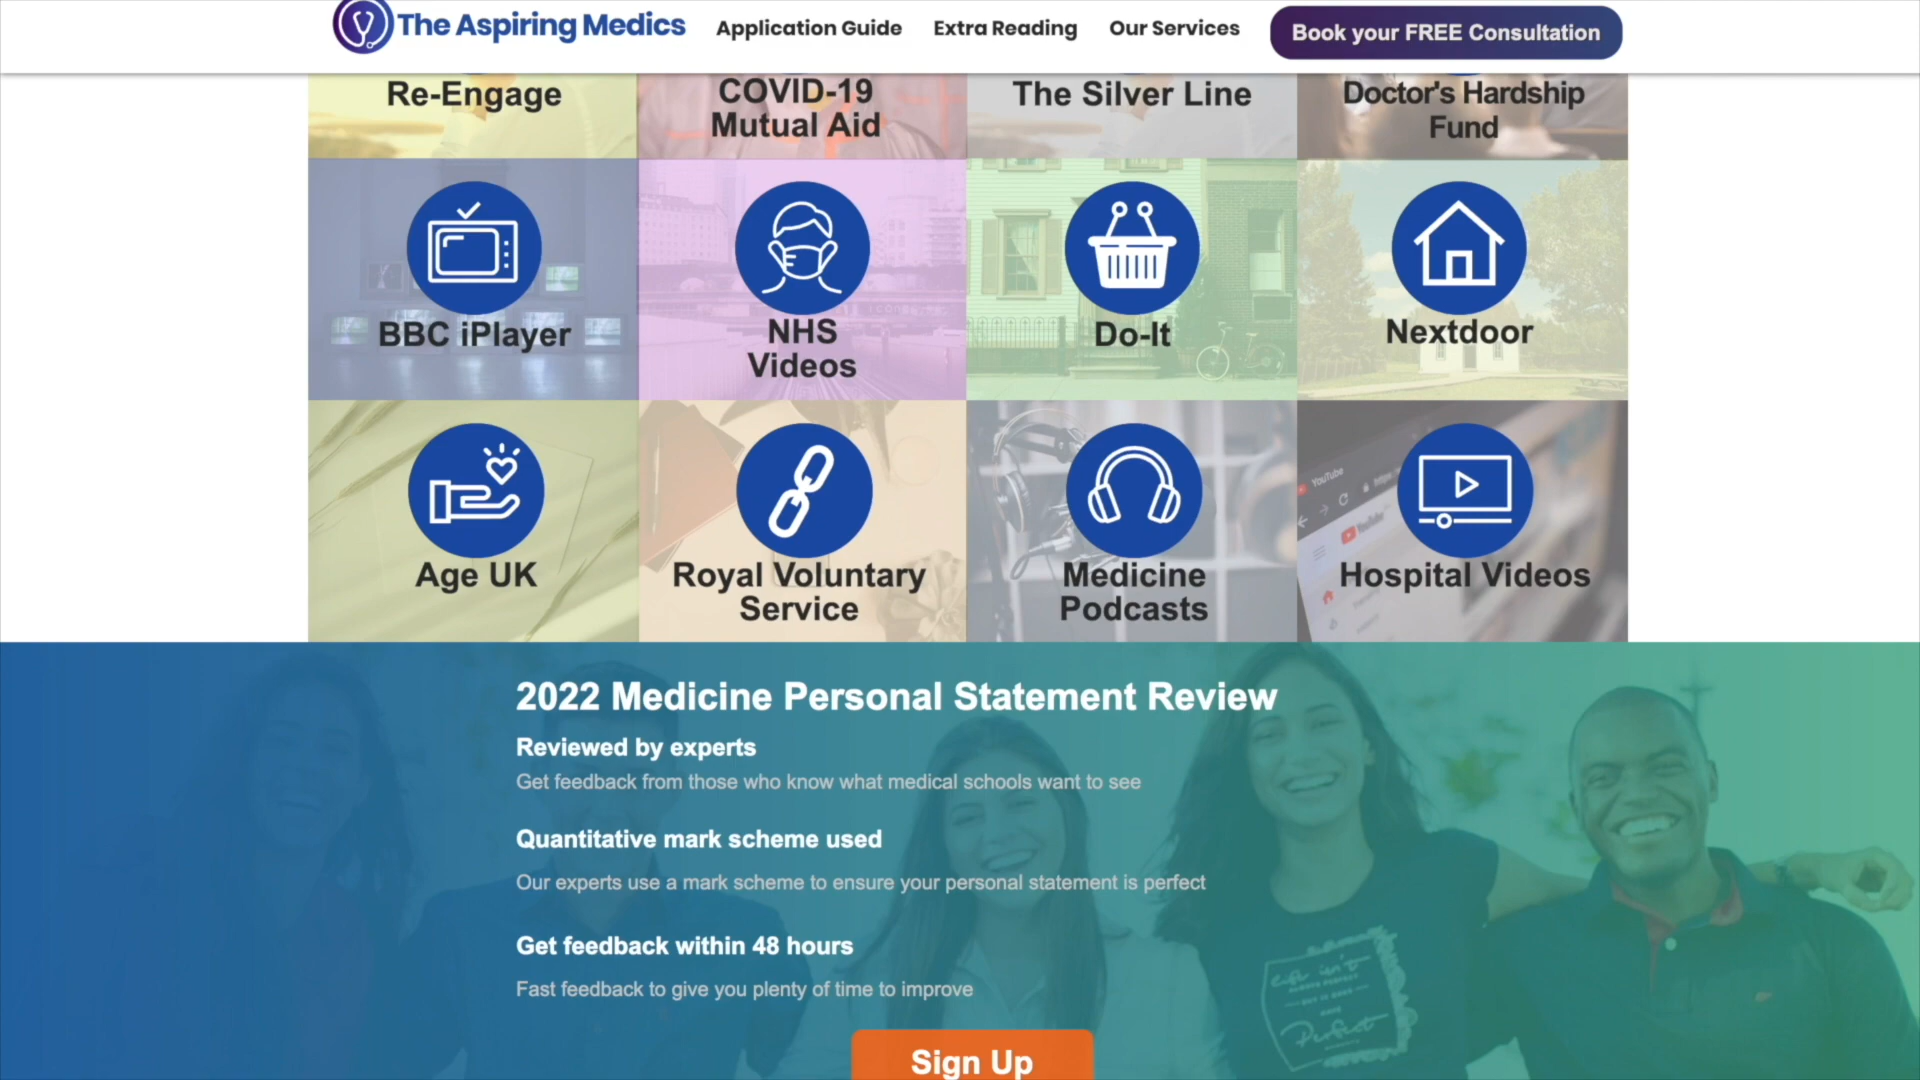 The Aspiring Medics
Application Guide
Extra Reading
Our Services
Book your FREE Consultation
Re-Engage
COVID-19
Mutual Aid
The Silver Line
Doctor's Hardship
Fund
BBC iPlayer
NHS
Videos
Do-It
Nextdoor
Age UK
Royal Voluntary
Service
Medicine
Podcasts
YouTube
Hospital Videos
2022 Medicine Personal Statement Review
Reviewed by experts
Get feedback from those who know what medical schools want to see
Quantitative mark scheme used
Our experts use a mark scheme to ensure your personal statement is perfect
Get feedback within 48 hours
Fast feedback to give you plenty of time to improve
Sign Up